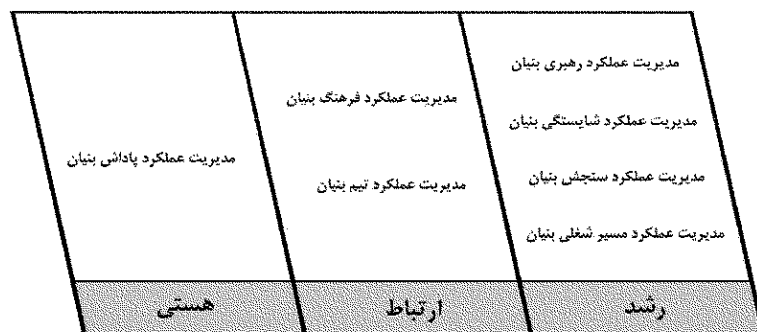 مدیریت عملکرد رهبری بنیان
مدیریت عملکرد شایستگی بنیان
مدیریت عملکرد سنجش بنیان
مدیریت عملکرد مسیر شغلی بنیان
رشد
مدیریت عملکرد فرهنگ بنیان
مدیریت عملکرد تیم بنیان
ارتباط
مدیریت عملکرد پاداش بنیان
هستی